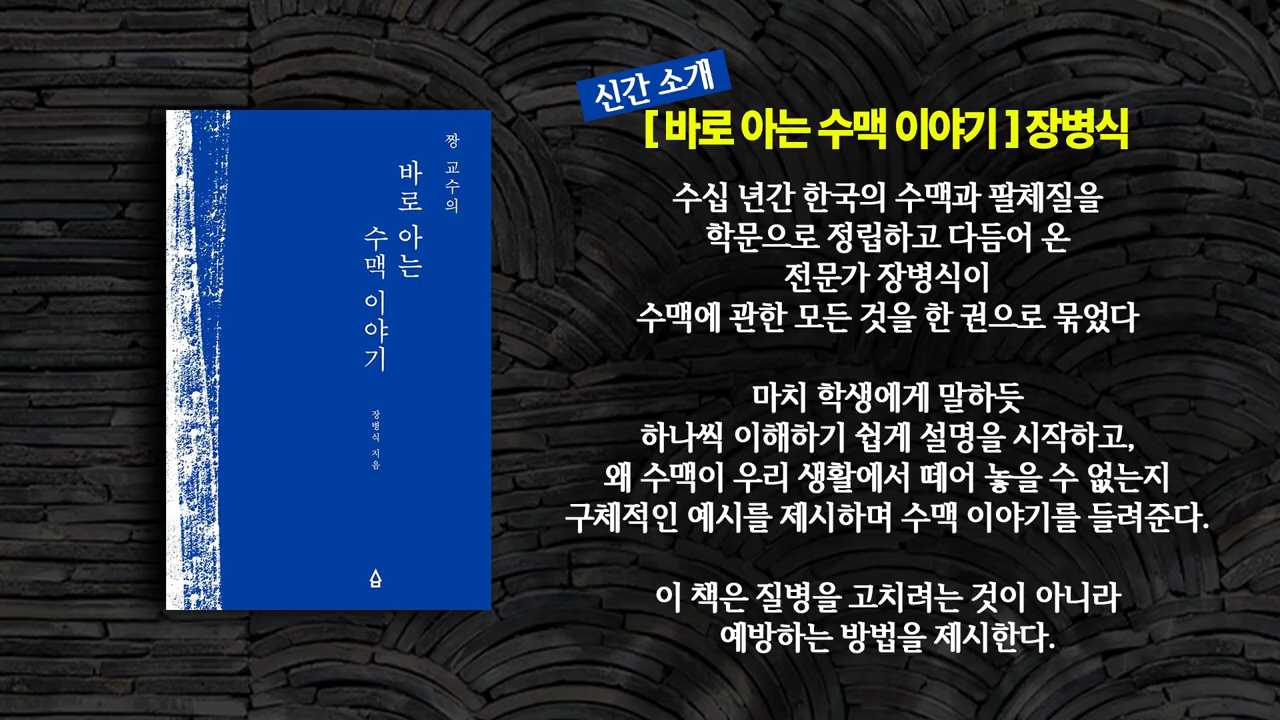 짱 교수의
바로 아는
수맥 이야기
장병식 지음
신간 소개
[ 바로 아는 수맥 이야기 ] 장병식
수십 년간 한국의 수맥과 팔체질을
학문으로 정립하고 다듬어 온
전문가 장병식이
수맥에 관한 모든 것을 한 권으로 묶었다
마치 학생에게 말하듯
하나씩 이해하기 쉽게 설명을 시작하고,
왜 수맥이 우리 생활에서 떼어 놓을 수 없는지
구체적인 예시를 제시하며 수맥 이야기를 들려준다.
이 책은 질병을 고치려는 것이 아니라
예방하는 방법을 제시한다.